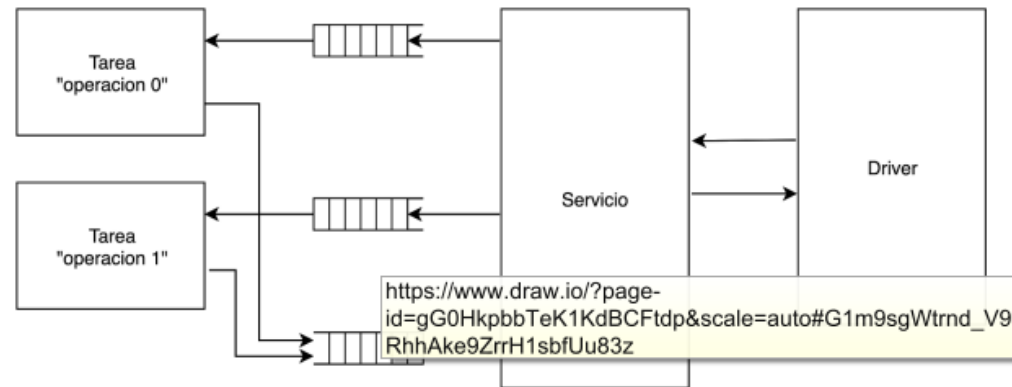 Tarea
"operacion 0"
Tarea
"operacion 1"
Servicio
Driver
https://www.draw.io/?page-
id=gG0HkpbbTeK1KdBCFtdp&scale=auto#G1m9sgWtrnd_V9
RhhAke9ZrrH1sbfUu83z